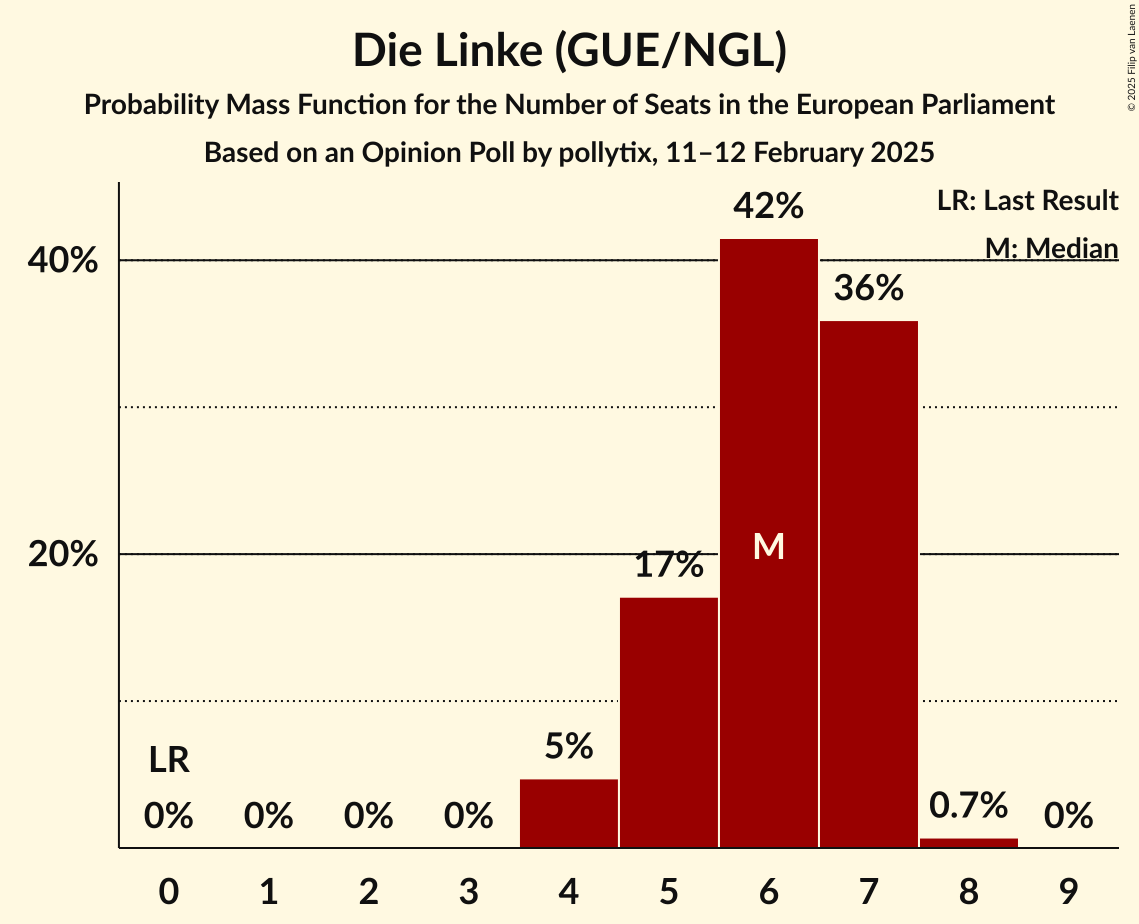 Die Linke (GUE/NGL)
Probability Mass Function for the Number of Seats in the European Parliament
Based on an Opinion Poll by pollytix, 11–12 February 2025
© 2025 Filip van Laenen
LR: Last Result
M: Median
40%
20%
42%
36%
17%
M
5%
LR
0%
0%
0%
0%
0.7%
0%
0
1
2
3
4
5
6
7
8
9